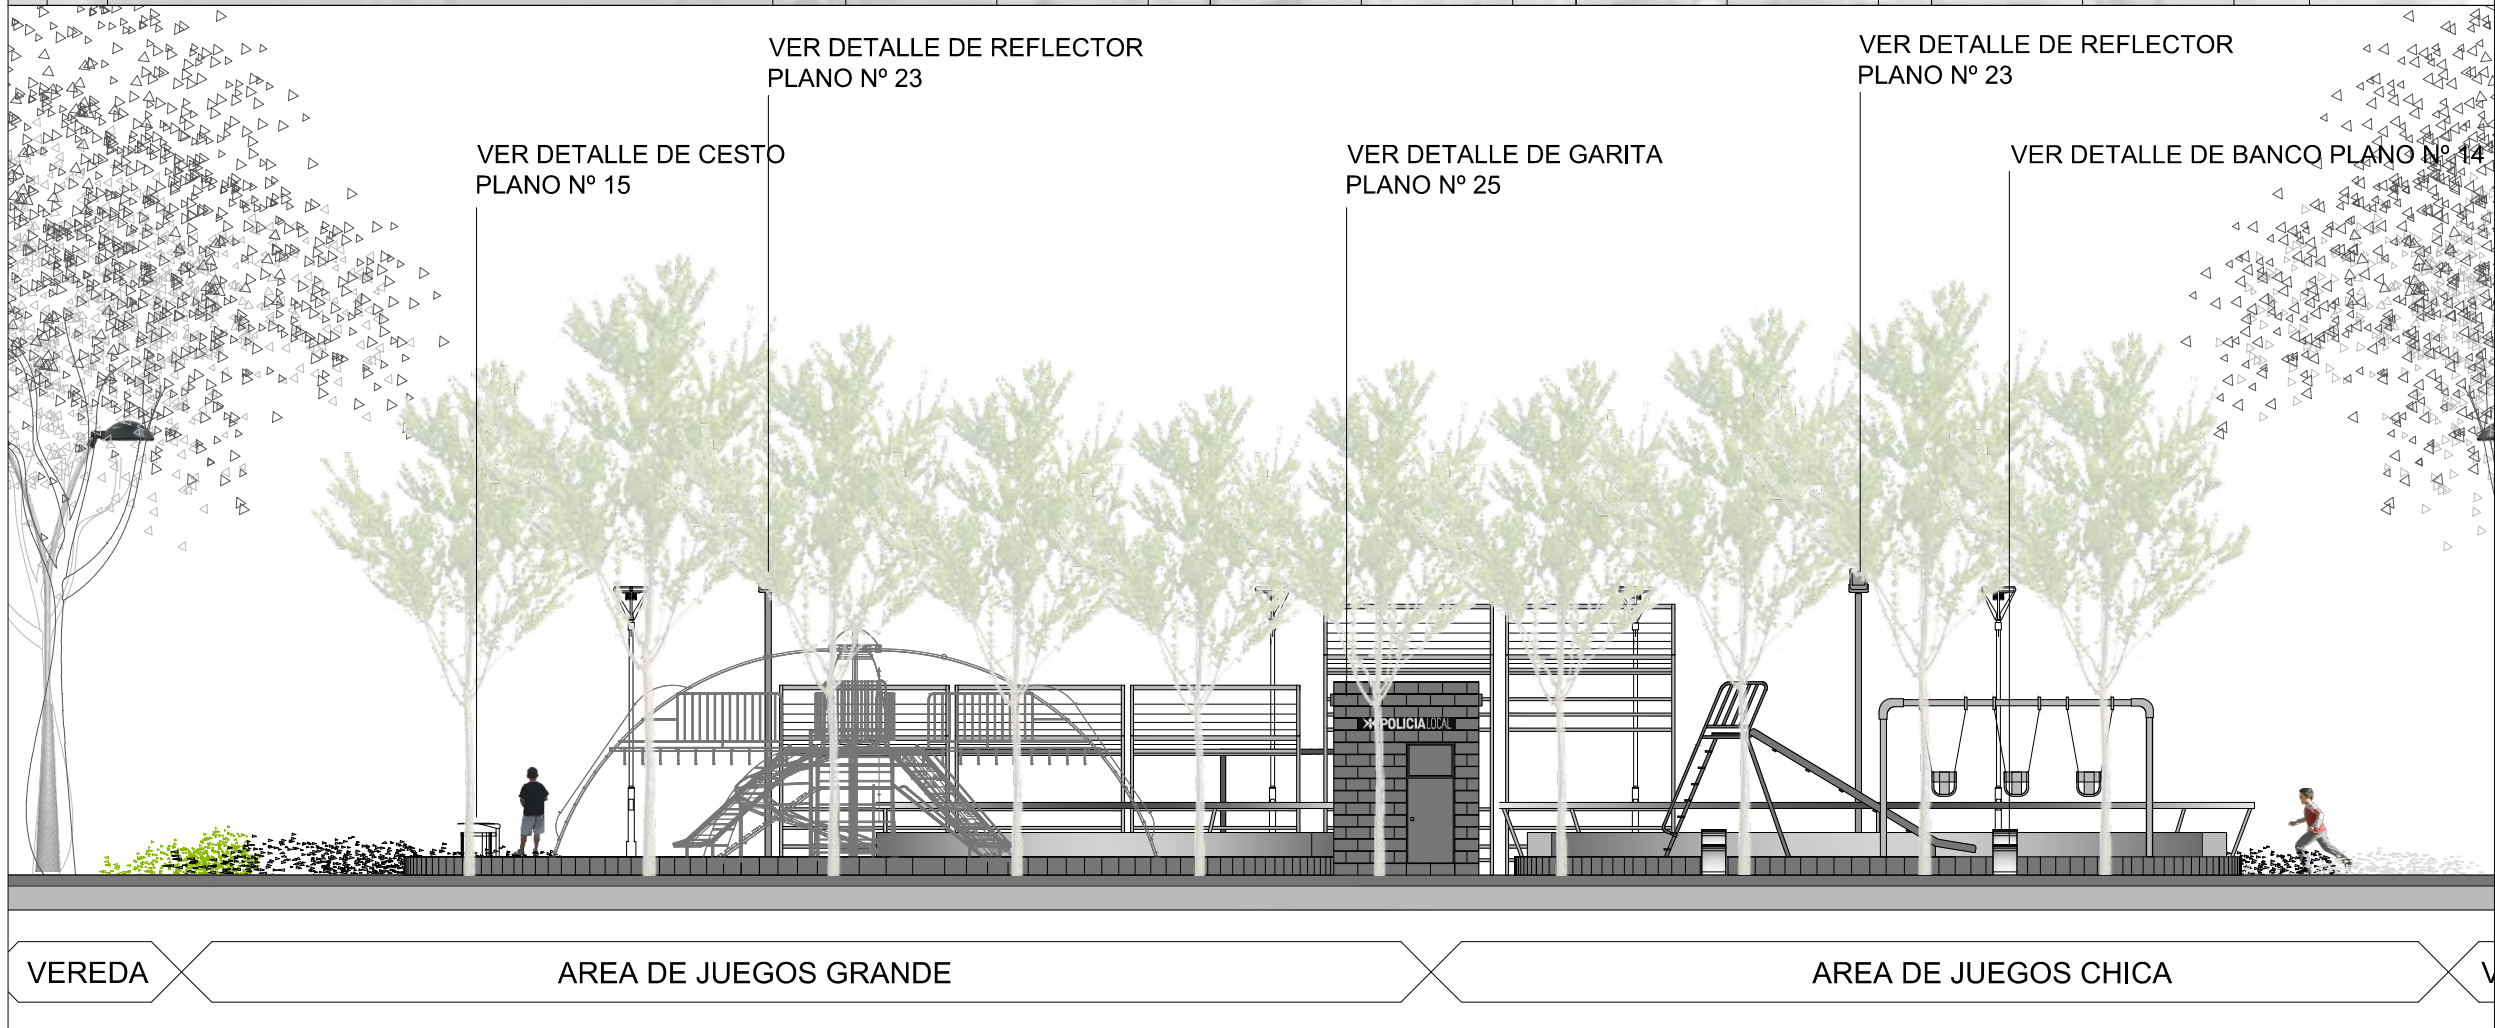 VER DETALLE DE REFLECTOR
PLANO Nº 23
VER DETALLE DE REFLECTOR
PLANO Nº 23
VER DETALLE DE CESTO
PLANO Nº 15
VER DETALLE DE GARITA
PLANO Nº 25
VER DETALLE DE BANCO PLANO Nº 14
POLICIALOCAL
VEREDA
AREA DE JUEGOS GRANDE
AREA DE JUEGOS CHICA